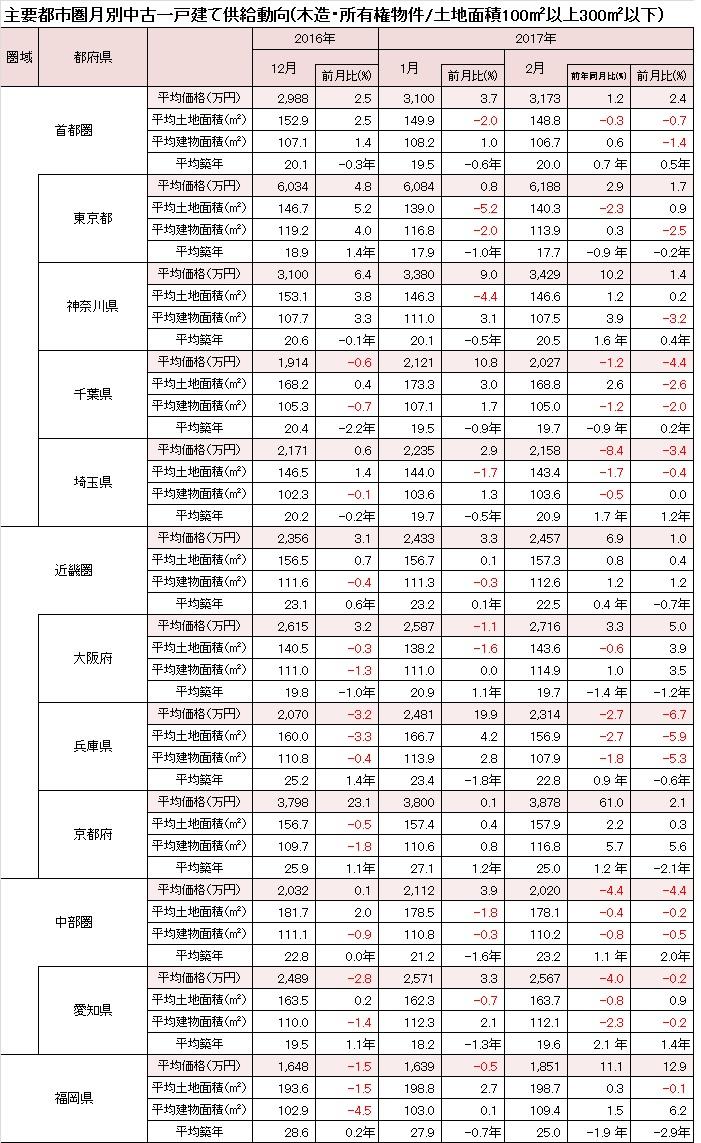 主要都市圏月別中古一戸建て供給動向(木造・所有権物件/土地面積100㎡以上300㎡以下)
圏域 都府県 2016年 2017年
12月 前月比(%) 1月 前月比(%) 2月 前年同月比(%) 前月比(%)
首都圏
平均価格(万円) 2,988 2.5 3,100 3.7 3,173 1.2 2.4
平均土地面積(㎡) 152.9 2.5 149.9 -2.0 148.8 -0.3 -0.7
平均建物面積(㎡) 107.1 1.4 108.2 1.0 106.7 0.6 -1.4
平均築年 20.1 -0.3年 19.5 -0.6年 20.0 0.7 年 0.5年
東京都
平均価格(万円) 6,034 4.8 6,084 0.8 6,188 2.9 1.7
平均土地面積(㎡) 146.7 5.2 139.0 -5.2 140.3 -2.3 0.9
平均建物面積(㎡) 119.2 4.0 116.8 -2.0 113.9 0.3 -2.5
平均築年 18.9 1.4年 17.9 -1.0年 17.7 -0.9 年 -0.2年
神奈川県
平均価格(万円) 3,100 6.4 3,380 9.0 3,429 10.2 1.4
平均土地面積(㎡) 153.1 3.8 146.3 -4.4 146.6 1.2 0.2
平均建物面積(㎡) 107.7 3.3 111.0 3.1 107.5 3.9 -3.2
平均築年 20.6 -0.1年 20.1 -0.5年 20.5 1.6 年 0.4年
千葉県
平均価格(万円) 1,914 -0.6 2,121 10.8 2,027 -1.2 -4.4
平均土地面積(㎡) 168.2 0.4 173.3 3.0 168.8 2.6 -2.6
平均建物面積(㎡) 105.3 -0.7 107.1 1.7 105.0 -1.2 -2.0
平均築年 20.4 -2.2年 19.5 -0.9年 19.7 -0.9 年 0.2年
埼玉県
平均価格(万円) 2,171 0.6 2,235 2.9 2,158 -8.4 -3.4
平均土地面積(㎡) 146.5 1.4 144.0 -1.7 143.4 -1.7 -0.4
平均建物面積(㎡) 102.3 -0.1 103.6 1.3 103.6 -0.5 0.0
平均築年 20.2 -0.2年 19.7 -0.5年 20.9 1.7 年 1.2年
近畿圏
平均価格(万円) 2,356 3.1 2,433 3.3 2,457 6.9 1.0
平均土地面積(㎡) 156.5 0.7 156.7 0.1 157.3 0.8 0.4
平均建物面積(㎡) 111.6 -0.4 111.3 -0.3 112.6 1.2 1.2
平均築年 23.1 0.6年 23.2 0.1年 22.5 0.4 年 -0.7年
大阪府
平均価格(万円) 2,615 3.2 2,587 -1.1 2,716 3.3 5.0
平均土地面積(㎡) 140.5 -0.3 138.2 -1.6 143.6 -0.6 3.9
平均建物面積(㎡) 111.0 -1.3 111.0 0.0 114.9 1.0 3.5
平均築年 19.8 -1.0年 20.9 1.1年 19.7 -1.4 年 -1.2年
兵庫県
平均価格(万円) 2,070 -3.2 2,481 19.9 2,314 -2.7 -6.7
平均土地面積(㎡) 160.0 -3.3 166.7 4.2 156.9 -2.7 -5.9
平均建物面積(㎡) 110.8 -0.4 113.9 2.8 107.9 -1.8 -5.3
平均築年 25.2 1.4年 23.4 -1.8年 22.8 0.9 年 -0.6年
京都府
平均価格(万円) 3,798 23.1 3,800 0.1 3,878 61.0 2.1
平均土地面積(㎡) 156.7 -0.5 157.4 0.4 157.9 2.2 0.3
平均建物面積(㎡) 109.7 -1.8 110.6 0.8 116.8 5.7 5.6
平均築年 25.9 1.1年 27.1 1.2年 25.0 1.2 年 -2.1年
中部圏
平均価格(万円) 2,032 0.1 2,112 3.9 2,020 -4.4 -4.4
平均土地面積(㎡) 181.7 2.0 178.5 -1.8 178.1 -0.4 -0.2
平均建物面積(㎡) 111.1 -0.9 110.8 -0.3 110.2 -0.8 -0.5
平均築年 22.8 0.0年 21.2 -1.6年 23.2 1.1 年 2.0年
愛知県
平均価格(万円) 2,489 -2.8 2,571 3.3 2,567 -4.0 -0.2
平均土地面積(㎡) 163.5 0.2 162.3 -0.7 163.7 -0.8 0.9
平均建物面積(㎡) 110.0 -1.4 112.3 2.1 112.1 -2.3 -0.2
平均築年 19.5 1.1年 18.2 -1.3年 19.6 2.1 年 1.4年
福岡県
平均価格(万円) 1,648 -1.5 1,639 -0.5 1,851 11.1 12.9
平均土地面積(㎡) 193.6 -1.5 198.8 2.7 198.7 0.3 -0.1
平均建物面積(㎡) 102.9 -4.5 103.0 0.1 109.4 1.5 6.2
平均築年 28.6 0.2年 27.9 -0.7年 25.0 -1.9 年 -2.9年